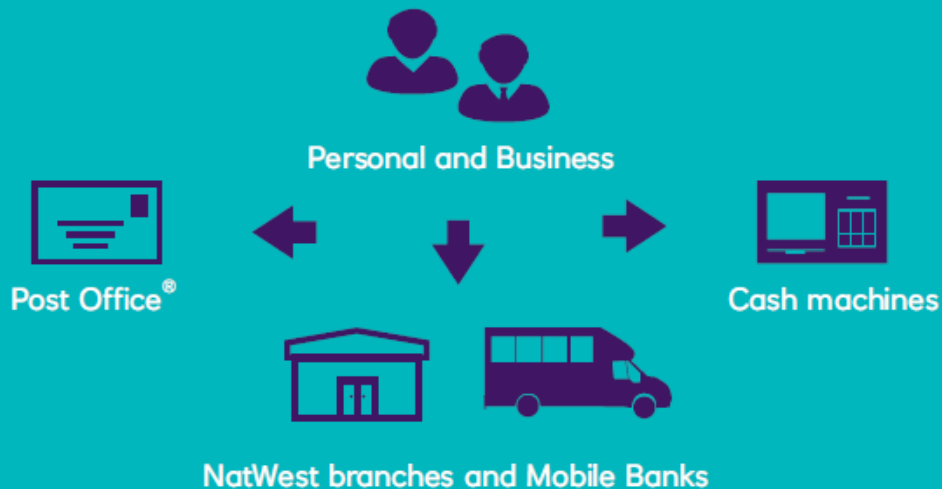 Personal and Business
Post Office®
Cash machines
NatWest branches and Mobile Banks